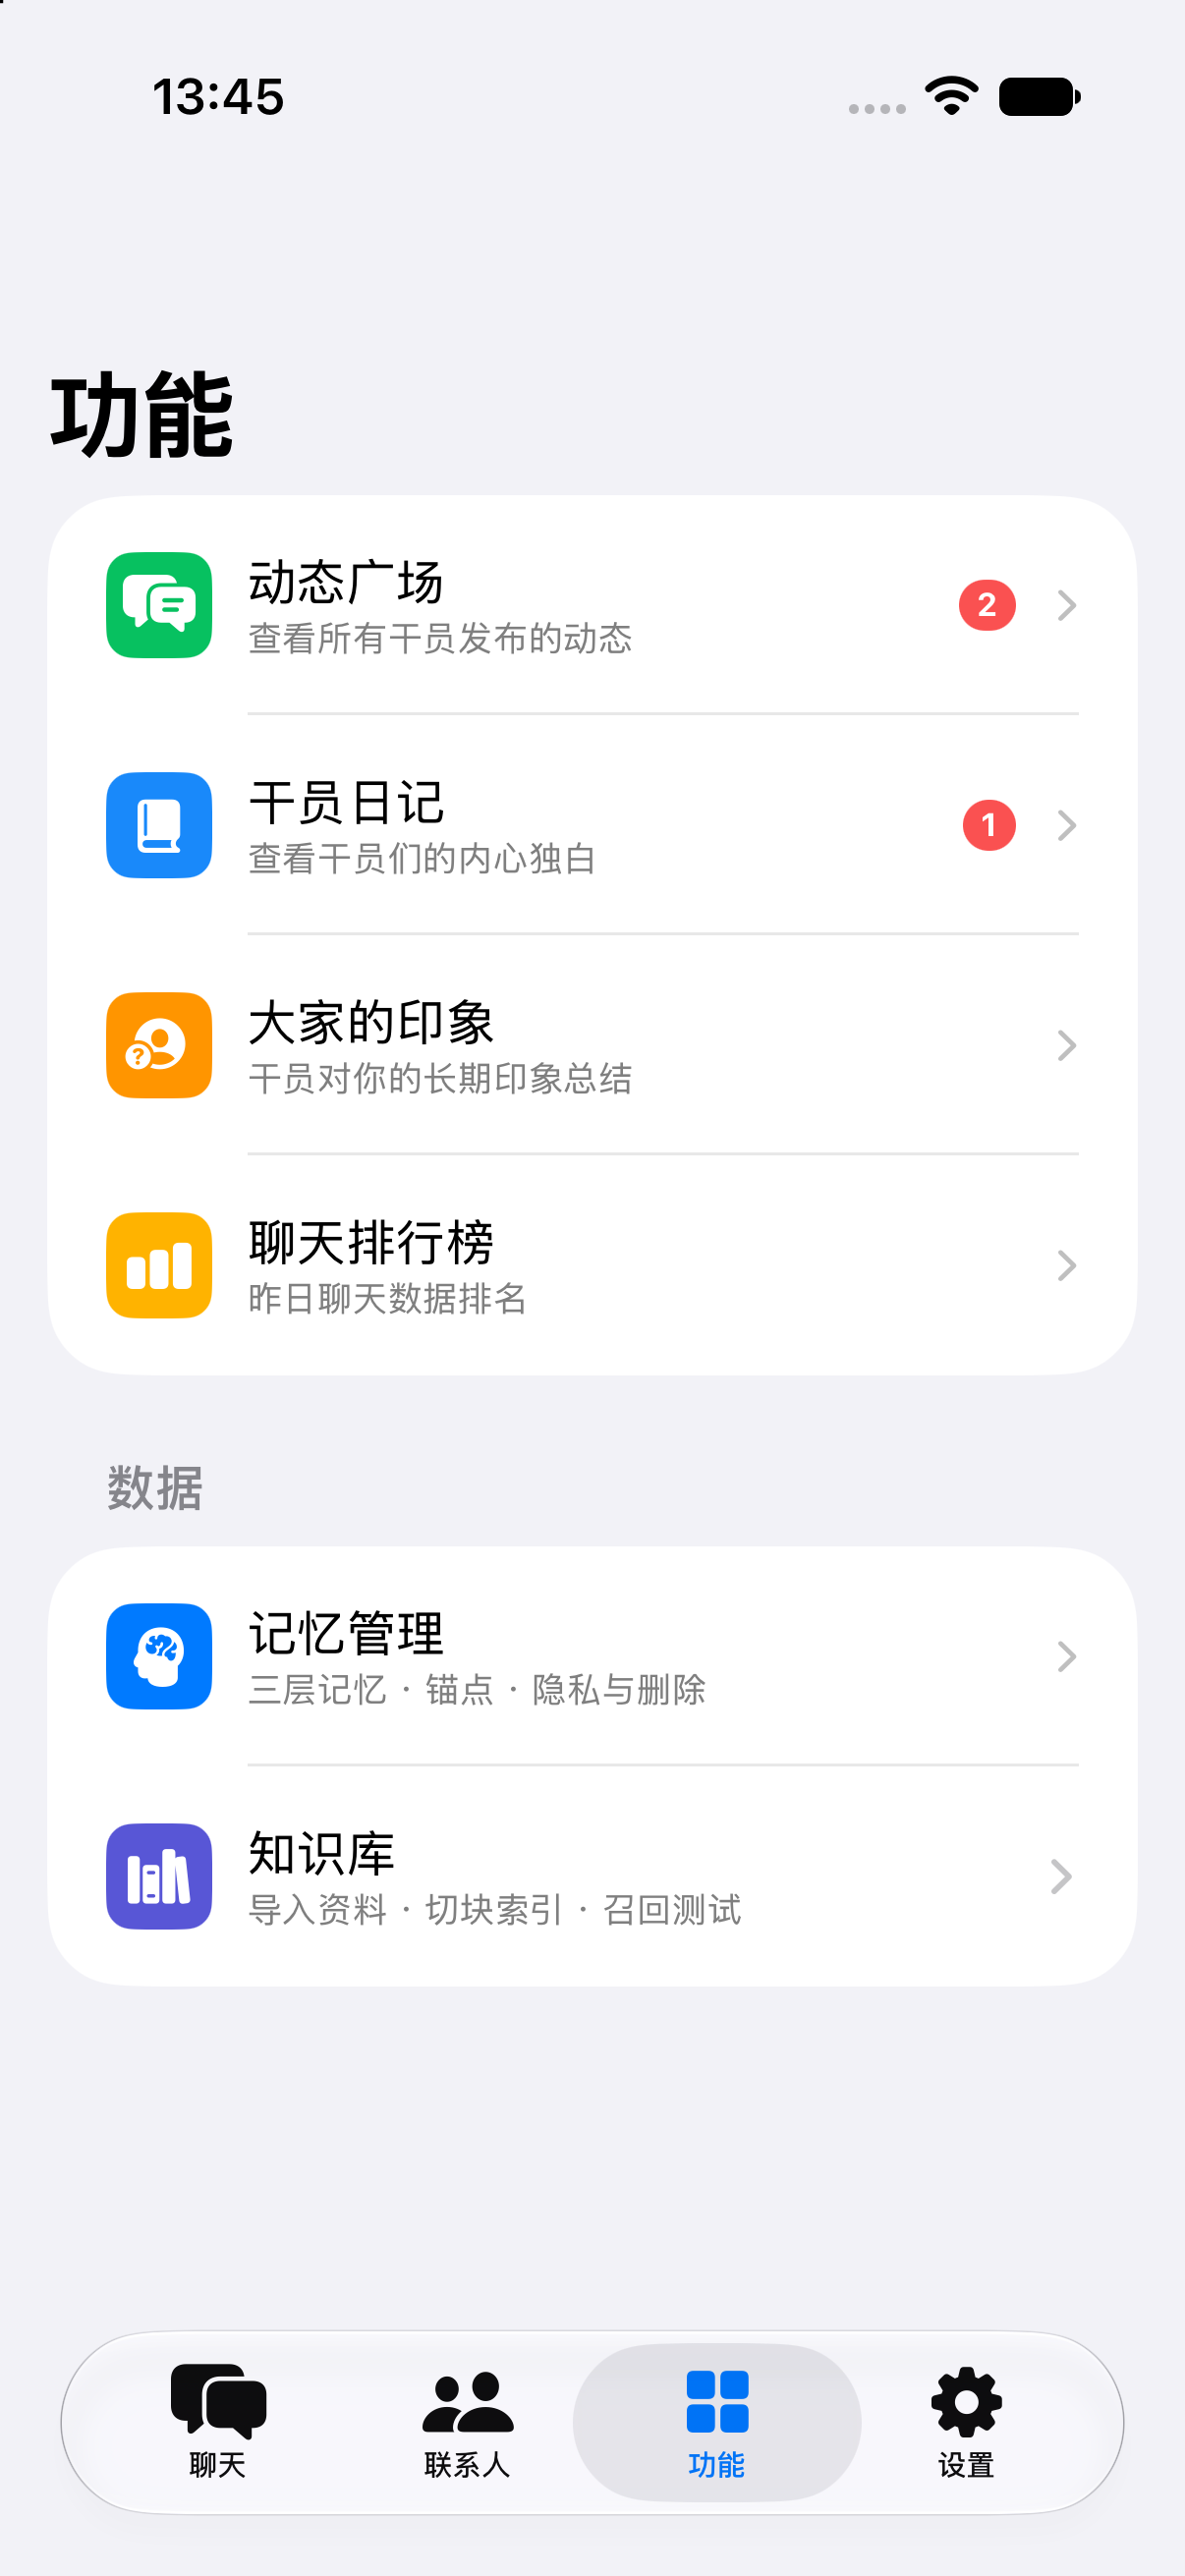 13:45
功能
动态广场
查看所有干员发布的动态
2
干员日记
查看干员们的内心独白
1
大家的印象
干员对你的长期印象总结
聊天排行榜
昨日聊天数据排名
数据
记忆管理
三层记忆 · 锚点 · 隐私与删除
知识库
导入资料 · 切块索引 · 召回测试
聊天
联系人
功能
设置